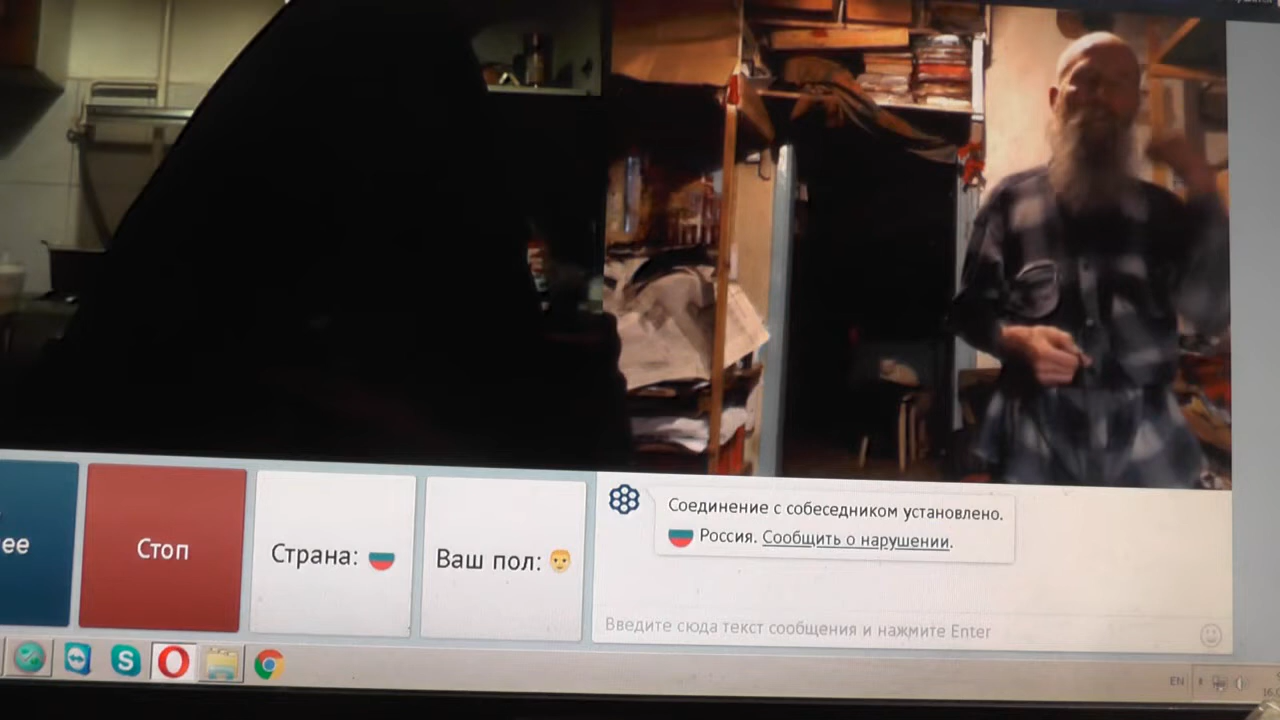 ее
Стоп
Страна:
Ваш пол:
Соединение с собеседником установлено.
Россия. Сообщить о нарушении.
Введите сюда текст сообщения и нажмите Enter
EN